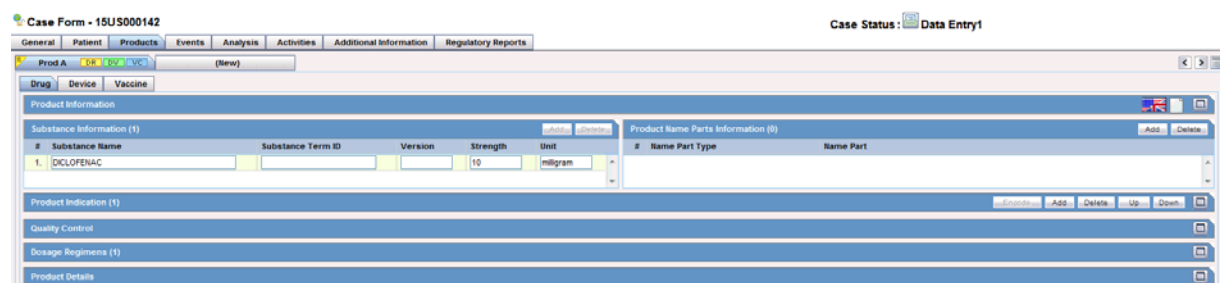 Case Form - 15US000142 Case Status : Data Entry1
General Patient Products Events Analysis Activities Additional Information Regulatory Reports
Prod A DR DV VC (New)
Drug Device Vaccine
Product Information
Substance Information (1) Add Delete Product Name Parts Information (0) Add Delete
# Substance Name Substance Term ID Version Strength Unit # Name Part Type Name Part
1. DICLOFENAC 10 miligram
Product Indication (1) Encode Add Delete Up Down
Quality Control
Dosage Regimens (1)
Product Details